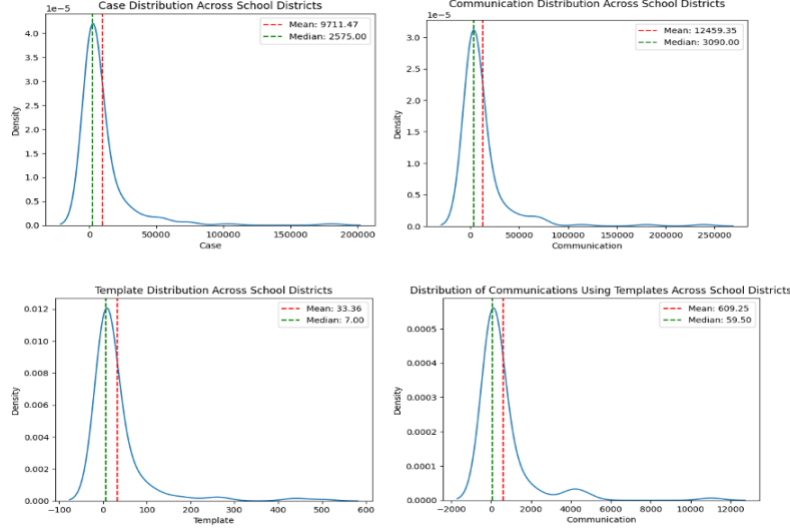 Case Distribution Across School Districts
1e−5
Mean: 9711.47
Median: 2575.00
4.0
3.5
3.0
2.5
2.0
1.5
1.0
0.5
0.0
Density
0
50000
100000
150000
200000
Case
Communication Distribution Across School Districts
1e−5
Mean: 12459.35
Median: 3090.00
3.0
2.5
2.0
1.5
1.0
0.5
0.0
Density
0
50000
100000
150000
200000
250000
Communication
Template Distribution Across School Districts
Mean: 33.36
Median: 7.00
0.012
0.010
0.008
0.006
0.004
0.002
0.000
Density
−100
0
100
200
300
400
500
600
Template
Distribution of Communications Using Templates Across School Districts
Mean: 609.25
Median: 59.50
0.0005
0.0004
0.0003
0.0002
0.0001
0.0000
Density
−2000
0
2000
4000
6000
8000
10000
12000
Communication